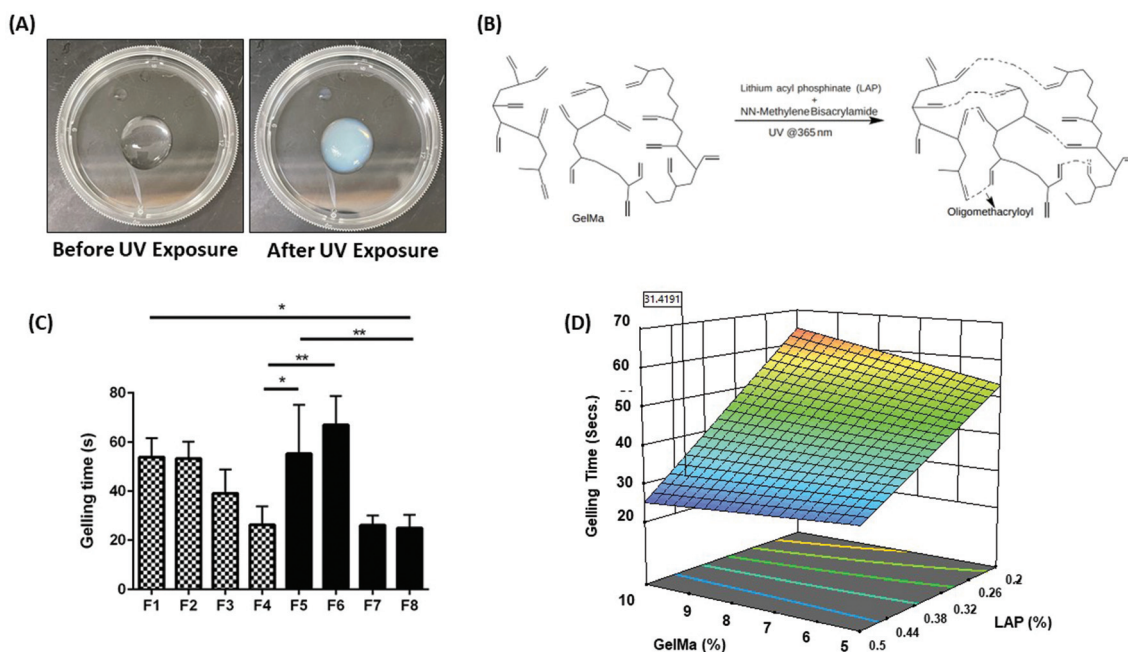 (A)
Before UV Exposure
After UV Exposure
(B)
GelMa
Lithium acyl phosphinate (LAP)
+
NN-Methylene Bisacrylamide
UV @365 nm
Oligomethacryloyl
(C)
*
**
**
*
Gelling time (s)
80
60
40
20
0
F1 F2 F3 F4 F5 F6 F7 F8
(D)
31.4191
Gelling Time (Secs.)
70
60
50
40
30
20
10 9 8 7 6 5
GelMa (%)
0.5 0.44 0.38 0.32 0.26 0.2
LAP (%)